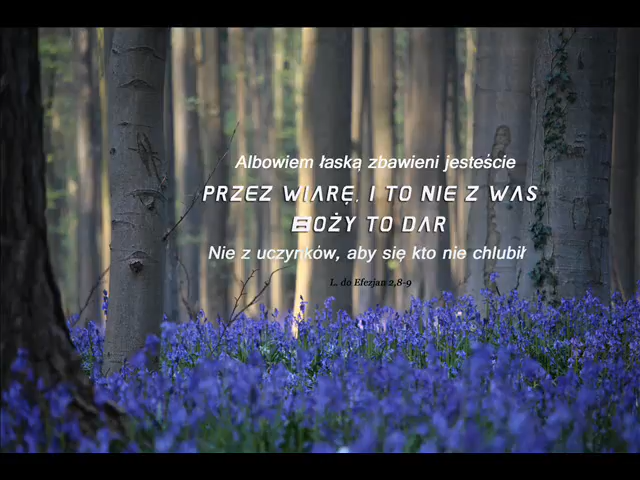 Albowiem łaską zbawieni jesteście
PRZEZ WIARĘ, I TO NIE Z WAS
BOŻY TO DAR
Nie z uczynków, aby się kto nie chlubił
L. do Efezjan 2,8-9